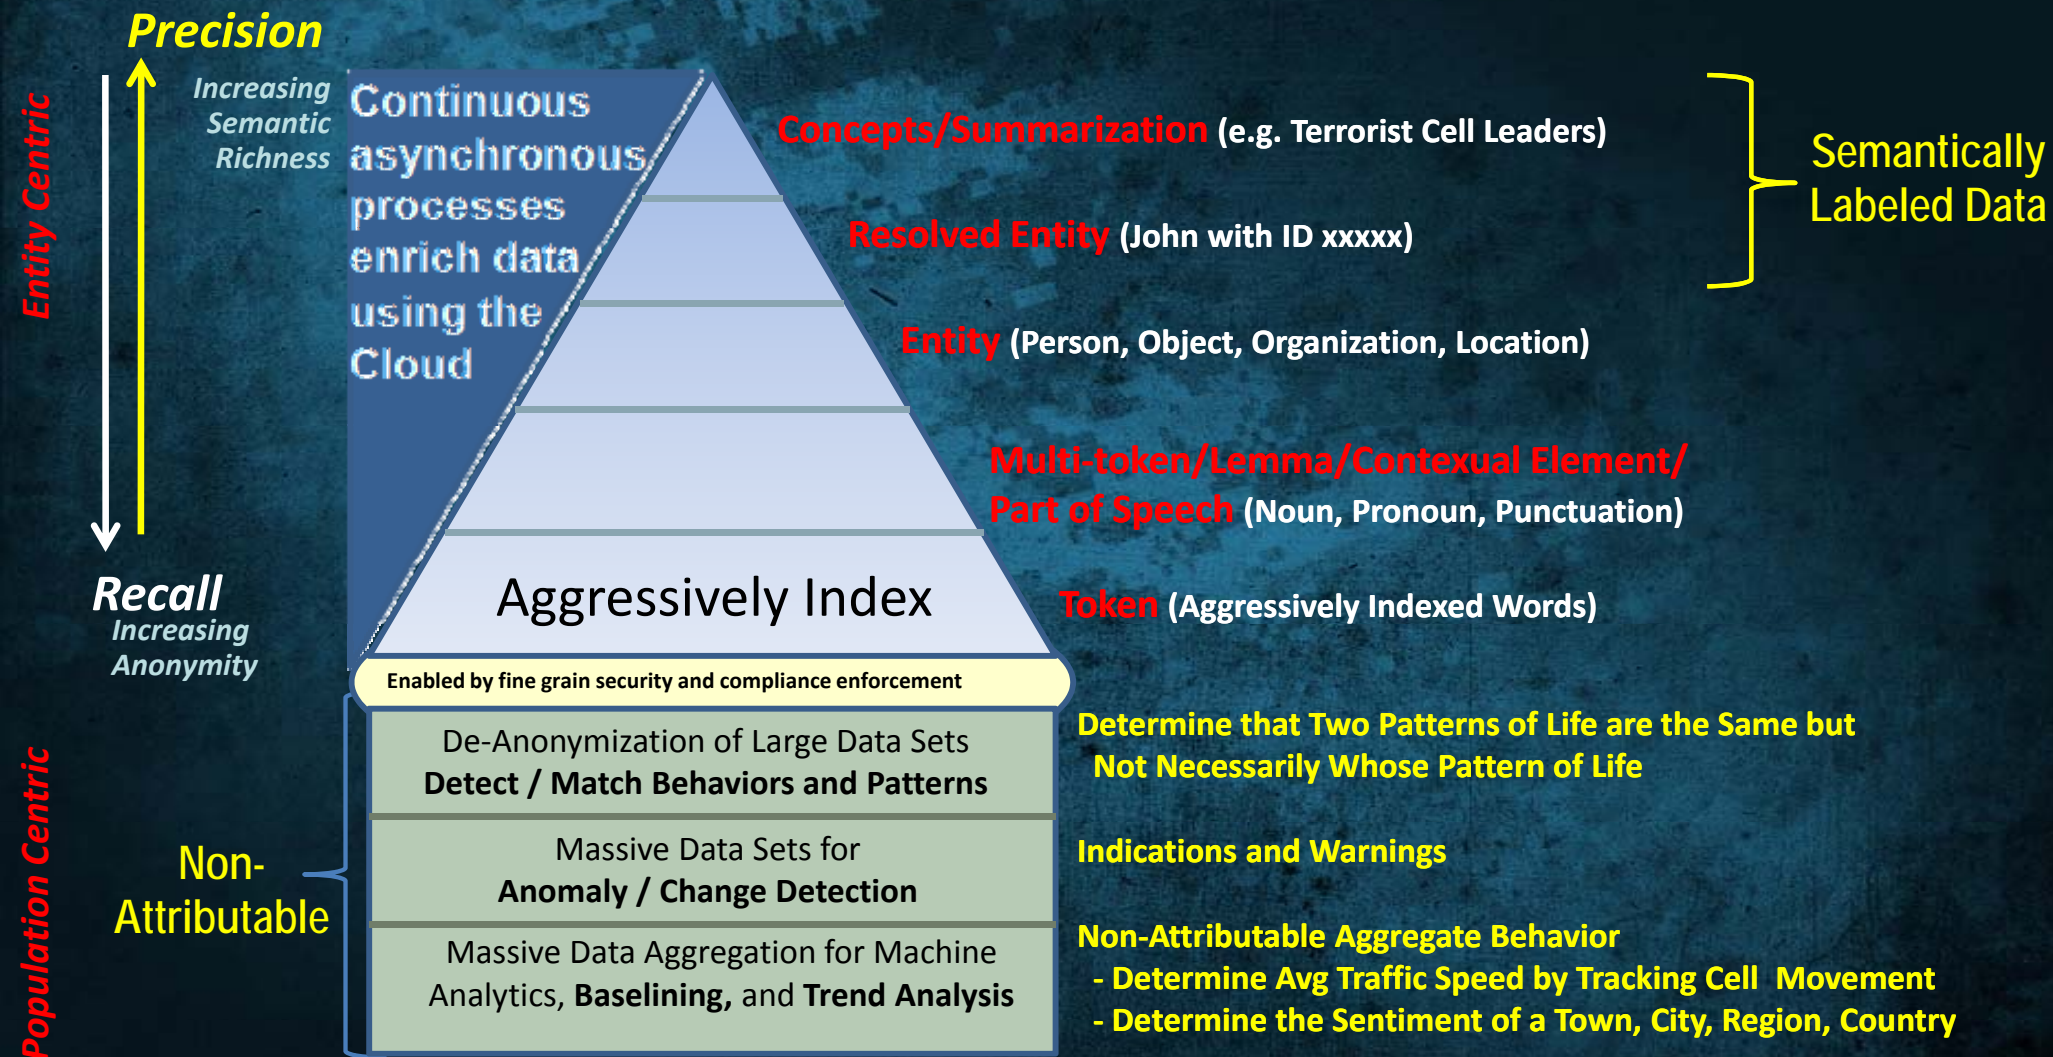 Precision
Increasing
Semantic
Richness
Entity Centric
Continuous
asynchronous
processes
enrich data
using the
Cloud
Concepts/Summarization (e.g. Terrorist Cell Leaders)
Resolved Entity (John with ID xxxxx)
Entity (Person, Object, Organization, Location)
Semantically
Labeled Data
Multi-token/Lemma/Contexual Element/
Part of Speech (Noun, Pronoun, Punctuation)
Aggressively Index
Token (Aggressively Indexed Words)
Recall
Increasing
Anonymity
Enabled by fine grain security and compliance enforcement
Population Centric
Non-
Attributable
De-Anonymization of Large Data Sets
Detect / Match Behaviors and Patterns
Determine that Two Patterns of Life are the Same but
Not Necessarily Whose Pattern of Life
Massive Data Sets for
Anomaly / Change Detection
Indications and Warnings
Massive Data Aggregation for Machine
Analytics, Baselining, and Trend Analysis
Non-Attributable Aggregate Behavior
- Determine Avg Traffic Speed by Tracking Cell Movement
- Determine the Sentiment of a Town, City, Region, Country